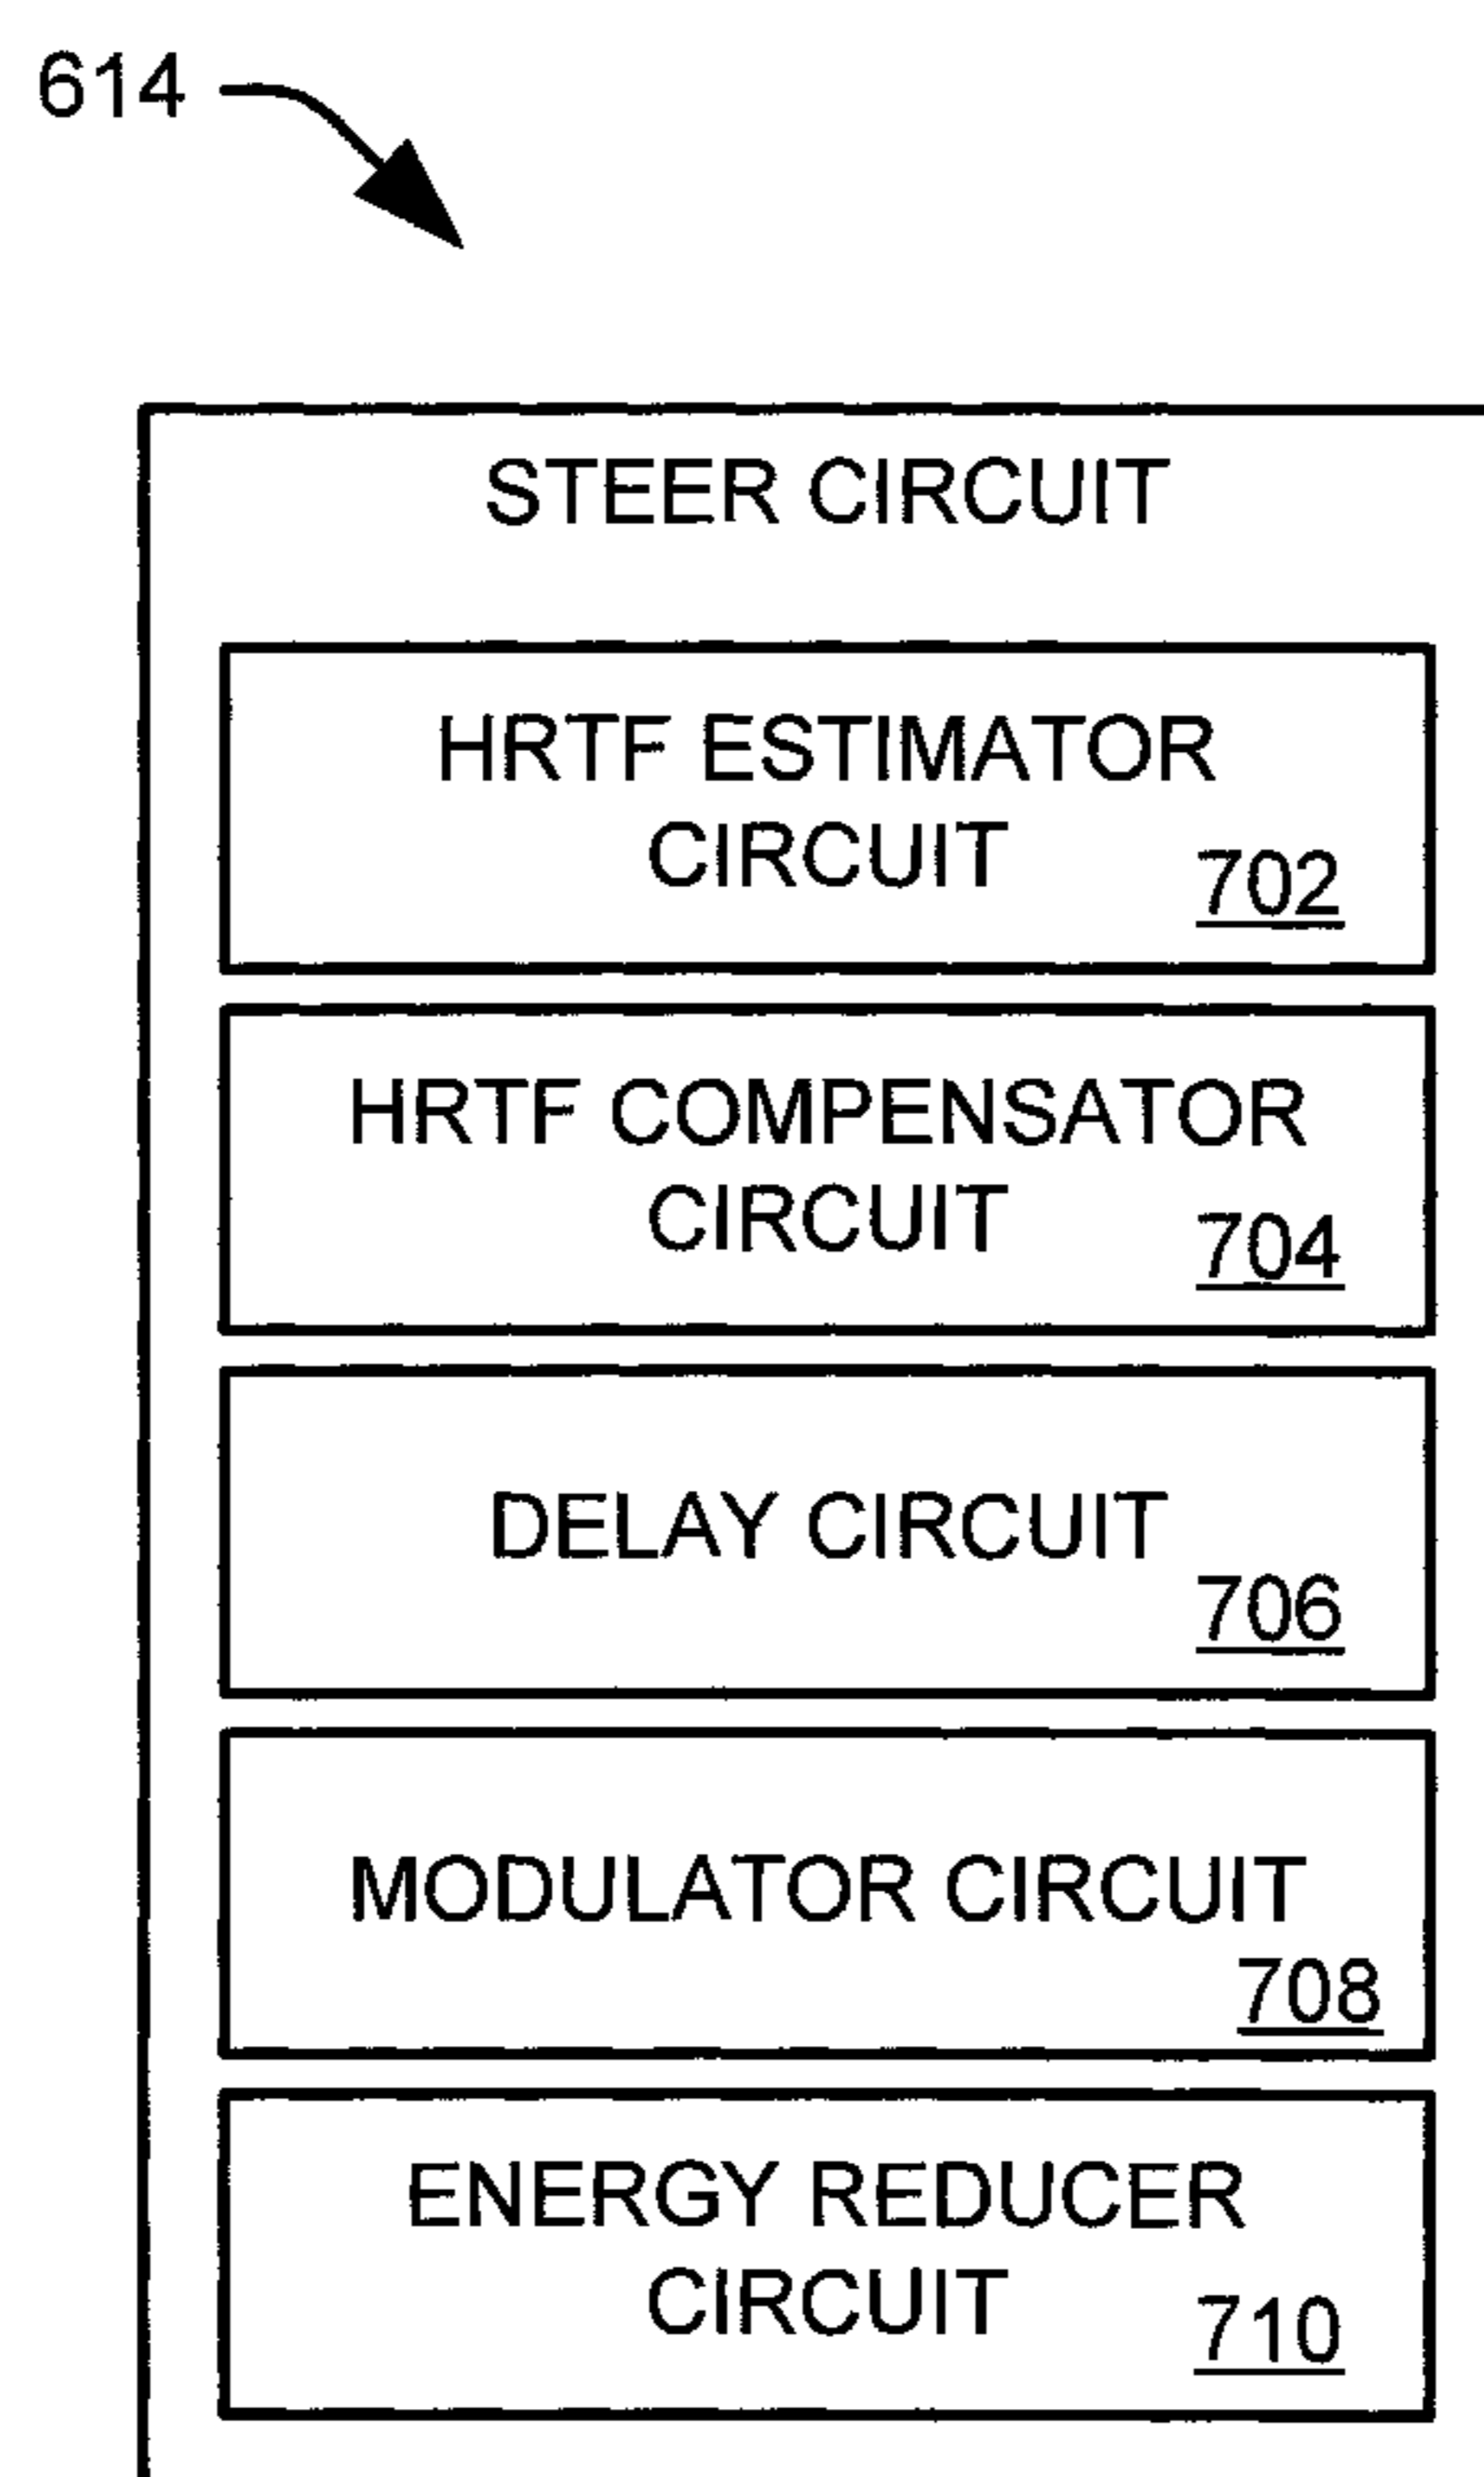 614
STEER CIRCUIT
HRTF ESTIMATOR
CIRCUIT
702
HRTF COMPENSATOR
CIRCUIT
704
DELAY CIRCUIT
706
MODULATOR CIRCUIT
708
ENERGY REDUCER
CIRCUIT
710